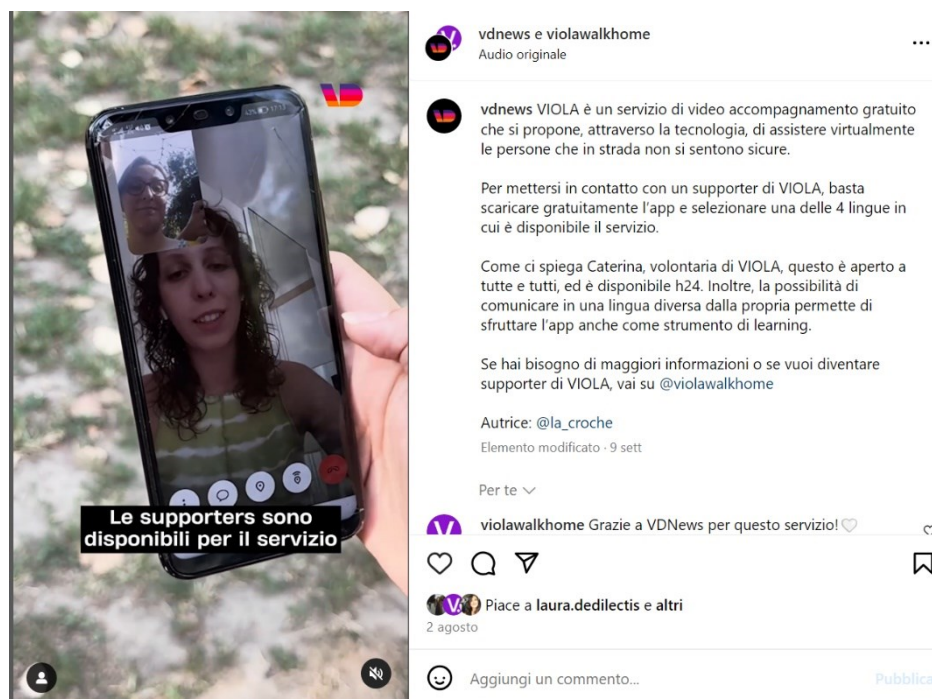 VD
42% 17:17
Le supporters sono
disponibili per il servizio
vdnews e violawalkhome
Audio originale
vdnews VIOLA è un servizio di video accompagnamento gratuito
che si propone, attraverso la tecnologia, di assistere virtualmente
le persone che in strada non si sentono sicure.
Per mettersi in contatto con un supporter di VIOLA, basta
scaricare gratuitamente l'app e selezionare una delle 4 lingue in
cui è disponibile il servizio.
Come ci spiega Caterina, volontaria di VIOLA, questo è aperto a
tutte e tutti, ed è disponibile h24. Inoltre, la possibilità di
comunicare in una lingua diversa dalla propria permette di
sfruttare l'app anche come strumento di learning.
Se hai bisogno di maggiori informazioni o se vuoi diventare
supporter di VIOLA, vai su @violawalkhome
Autrice: @la_croche
Elemento modificato · 9 sett
Per te
violawalkhome Grazie a VDNews per questo servizio!
Piace a laura.dedilectis e altri
2 agosto
Aggiungi un commento...
Pubblica